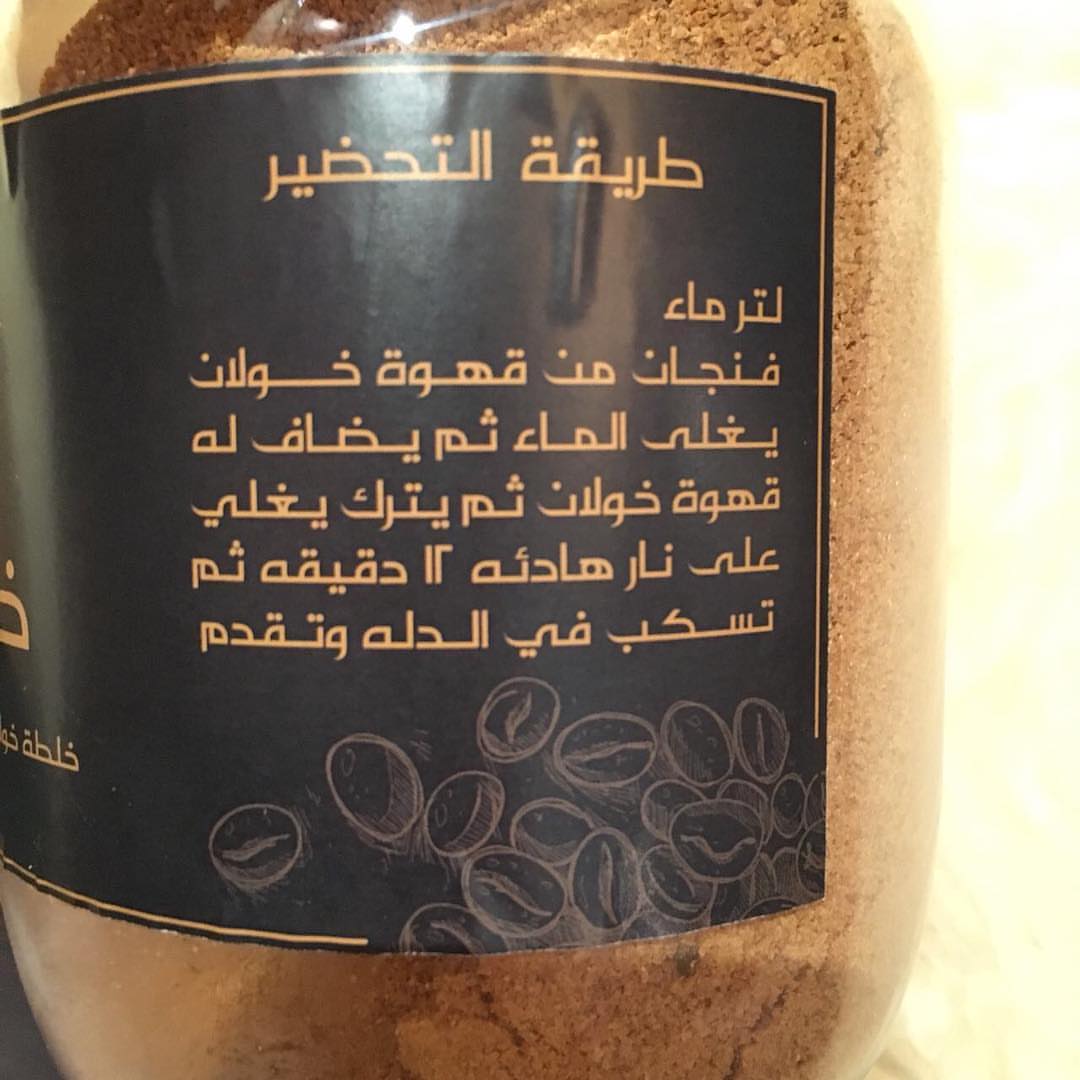 طريقة التحضير
لتر ماء
فنجان من قهوة خولان
يغلى الماء ثم يضاف له
قهوة خولان ثم يترك يغلي
على نار هادئه ١٢ دقيقه ثم
تسكب في الدله وتقدم
خلطة